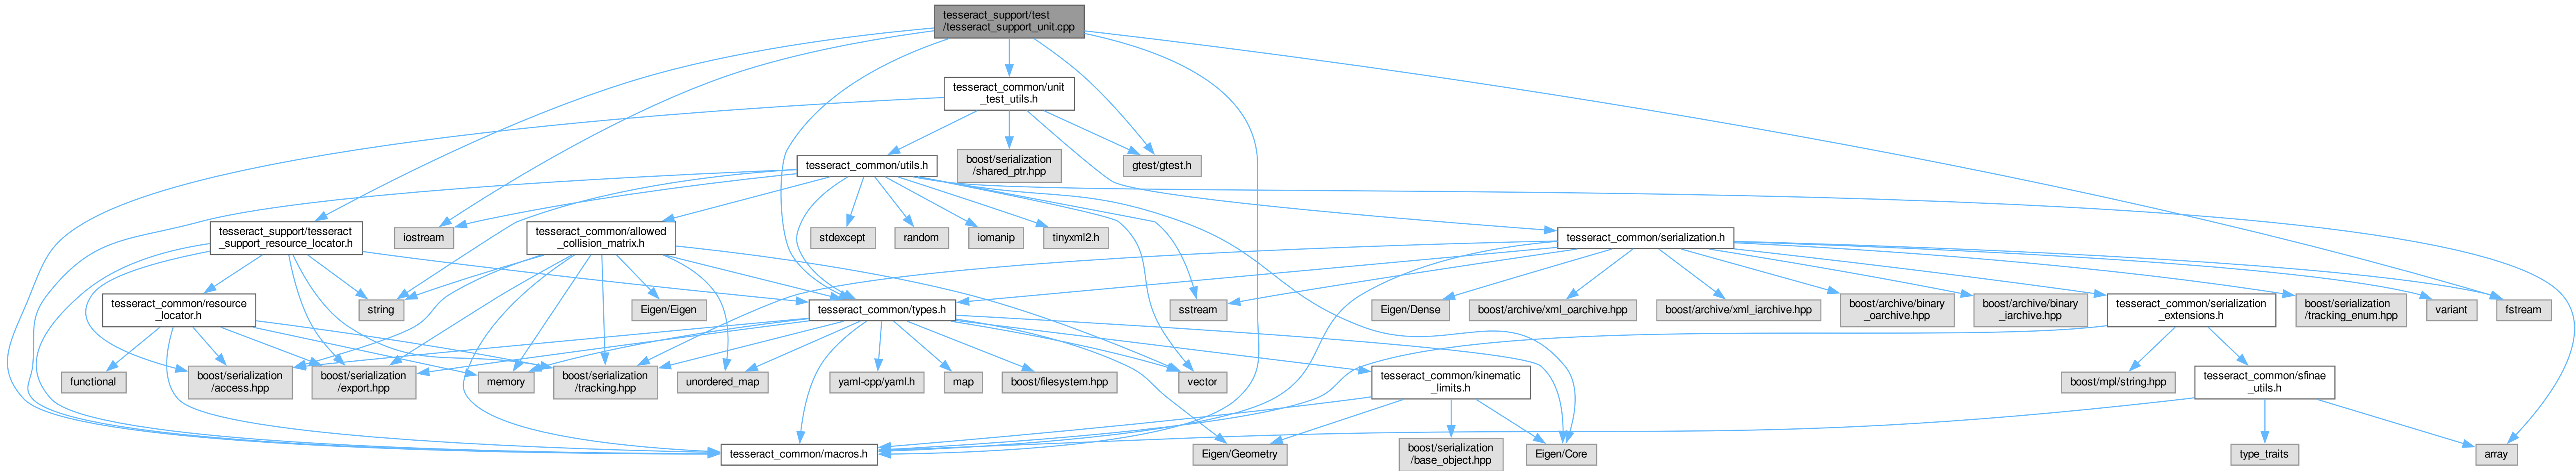 tesseract_support/test
/tesseract_support_unit.cpp
tesseract_common/unit
_test_utils.h
tesseract_common/utils.h
boost/serialization
/shared_ptr.hpp
gtest/gtest.h
tesseract_support/tesseract
_support_resource_locator.h
iostream
tesseract_common/allowed
_collision_matrix.h
stdexcept
random
iomanip
tinyxml2.h
tesseract_common/serialization.h
tesseract_common/resource
_locator.h
string
Eigen/Eigen
tesseract_common/types.h
sstream
Eigen/Dense
boost/archive/xml_oarchive.hpp
boost/archive/xml_iarchive.hpp
boost/archive/binary
_oarchive.hpp
boost/archive/binary
_iarchive.hpp
tesseract_common/serialization
_extensions.h
boost/serialization
/tracking_enum.hpp
variant
fstream
functional
boost/serialization
/access.hpp
boost/serialization
/export.hpp
memory
boost/serialization
/tracking.hpp
unordered_map
yaml-cpp/yaml.h
map
boost/filesystem.hpp
vector
tesseract_common/kinematic
_limits.h
boost/mpl/string.hpp
tesseract_common/sfinae
_utils.h
tesseract_common/macros.h
Eigen/Geometry
boost/serialization
/base_object.hpp
Eigen/Core
type_traits
array